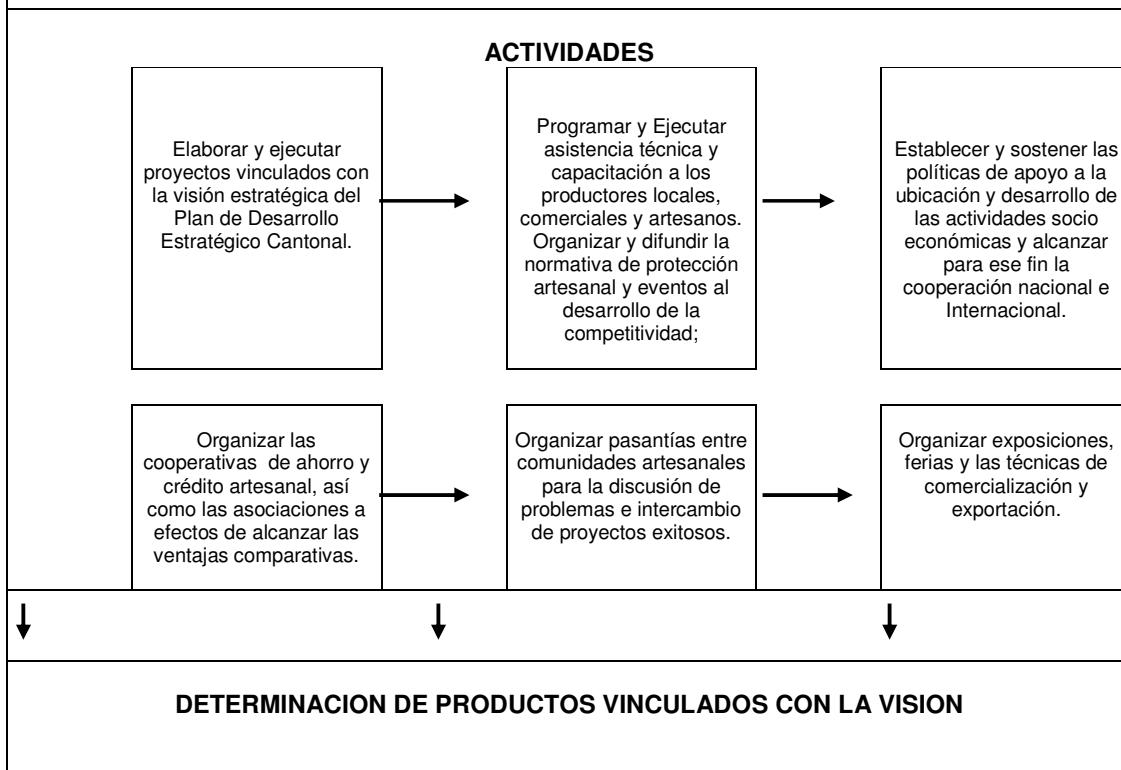 ACTIVIDADES
Elaborar y ejecutar
proyectos vinculados con
la visión estratégica del
Plan de Desarrollo
Estratégico Cantonal.
Programar y Ejecutar
asistencia técnica y
capacitación a los
productores locales,
comerciales y artesanos.
Organizar y difundir la
normativa de protección
artesanal y eventos al
desarrollo de la
competitividad;
Establecer y sostener las
políticas de apoyo a la
ubicación y desarrollo de
las actividades socio
económicas y alcanzar
para ese fin la
cooperación nacional e
Internacional.
Organizar las
cooperativas de ahorro y
crédito artesanal, así
como las asociaciones a
efectos de alcanzar las
ventajas comparativas.
Organizar pasantías entre
comunidades artesanales
para la discusión de
problemas e intercambio
de proyectos exitosos.
Organizar exposiciones,
ferias y las técnicas de
comercialización y
exportación.
DETERMINACION DE PRODUCTOS VINCULADOS CON LA VISION